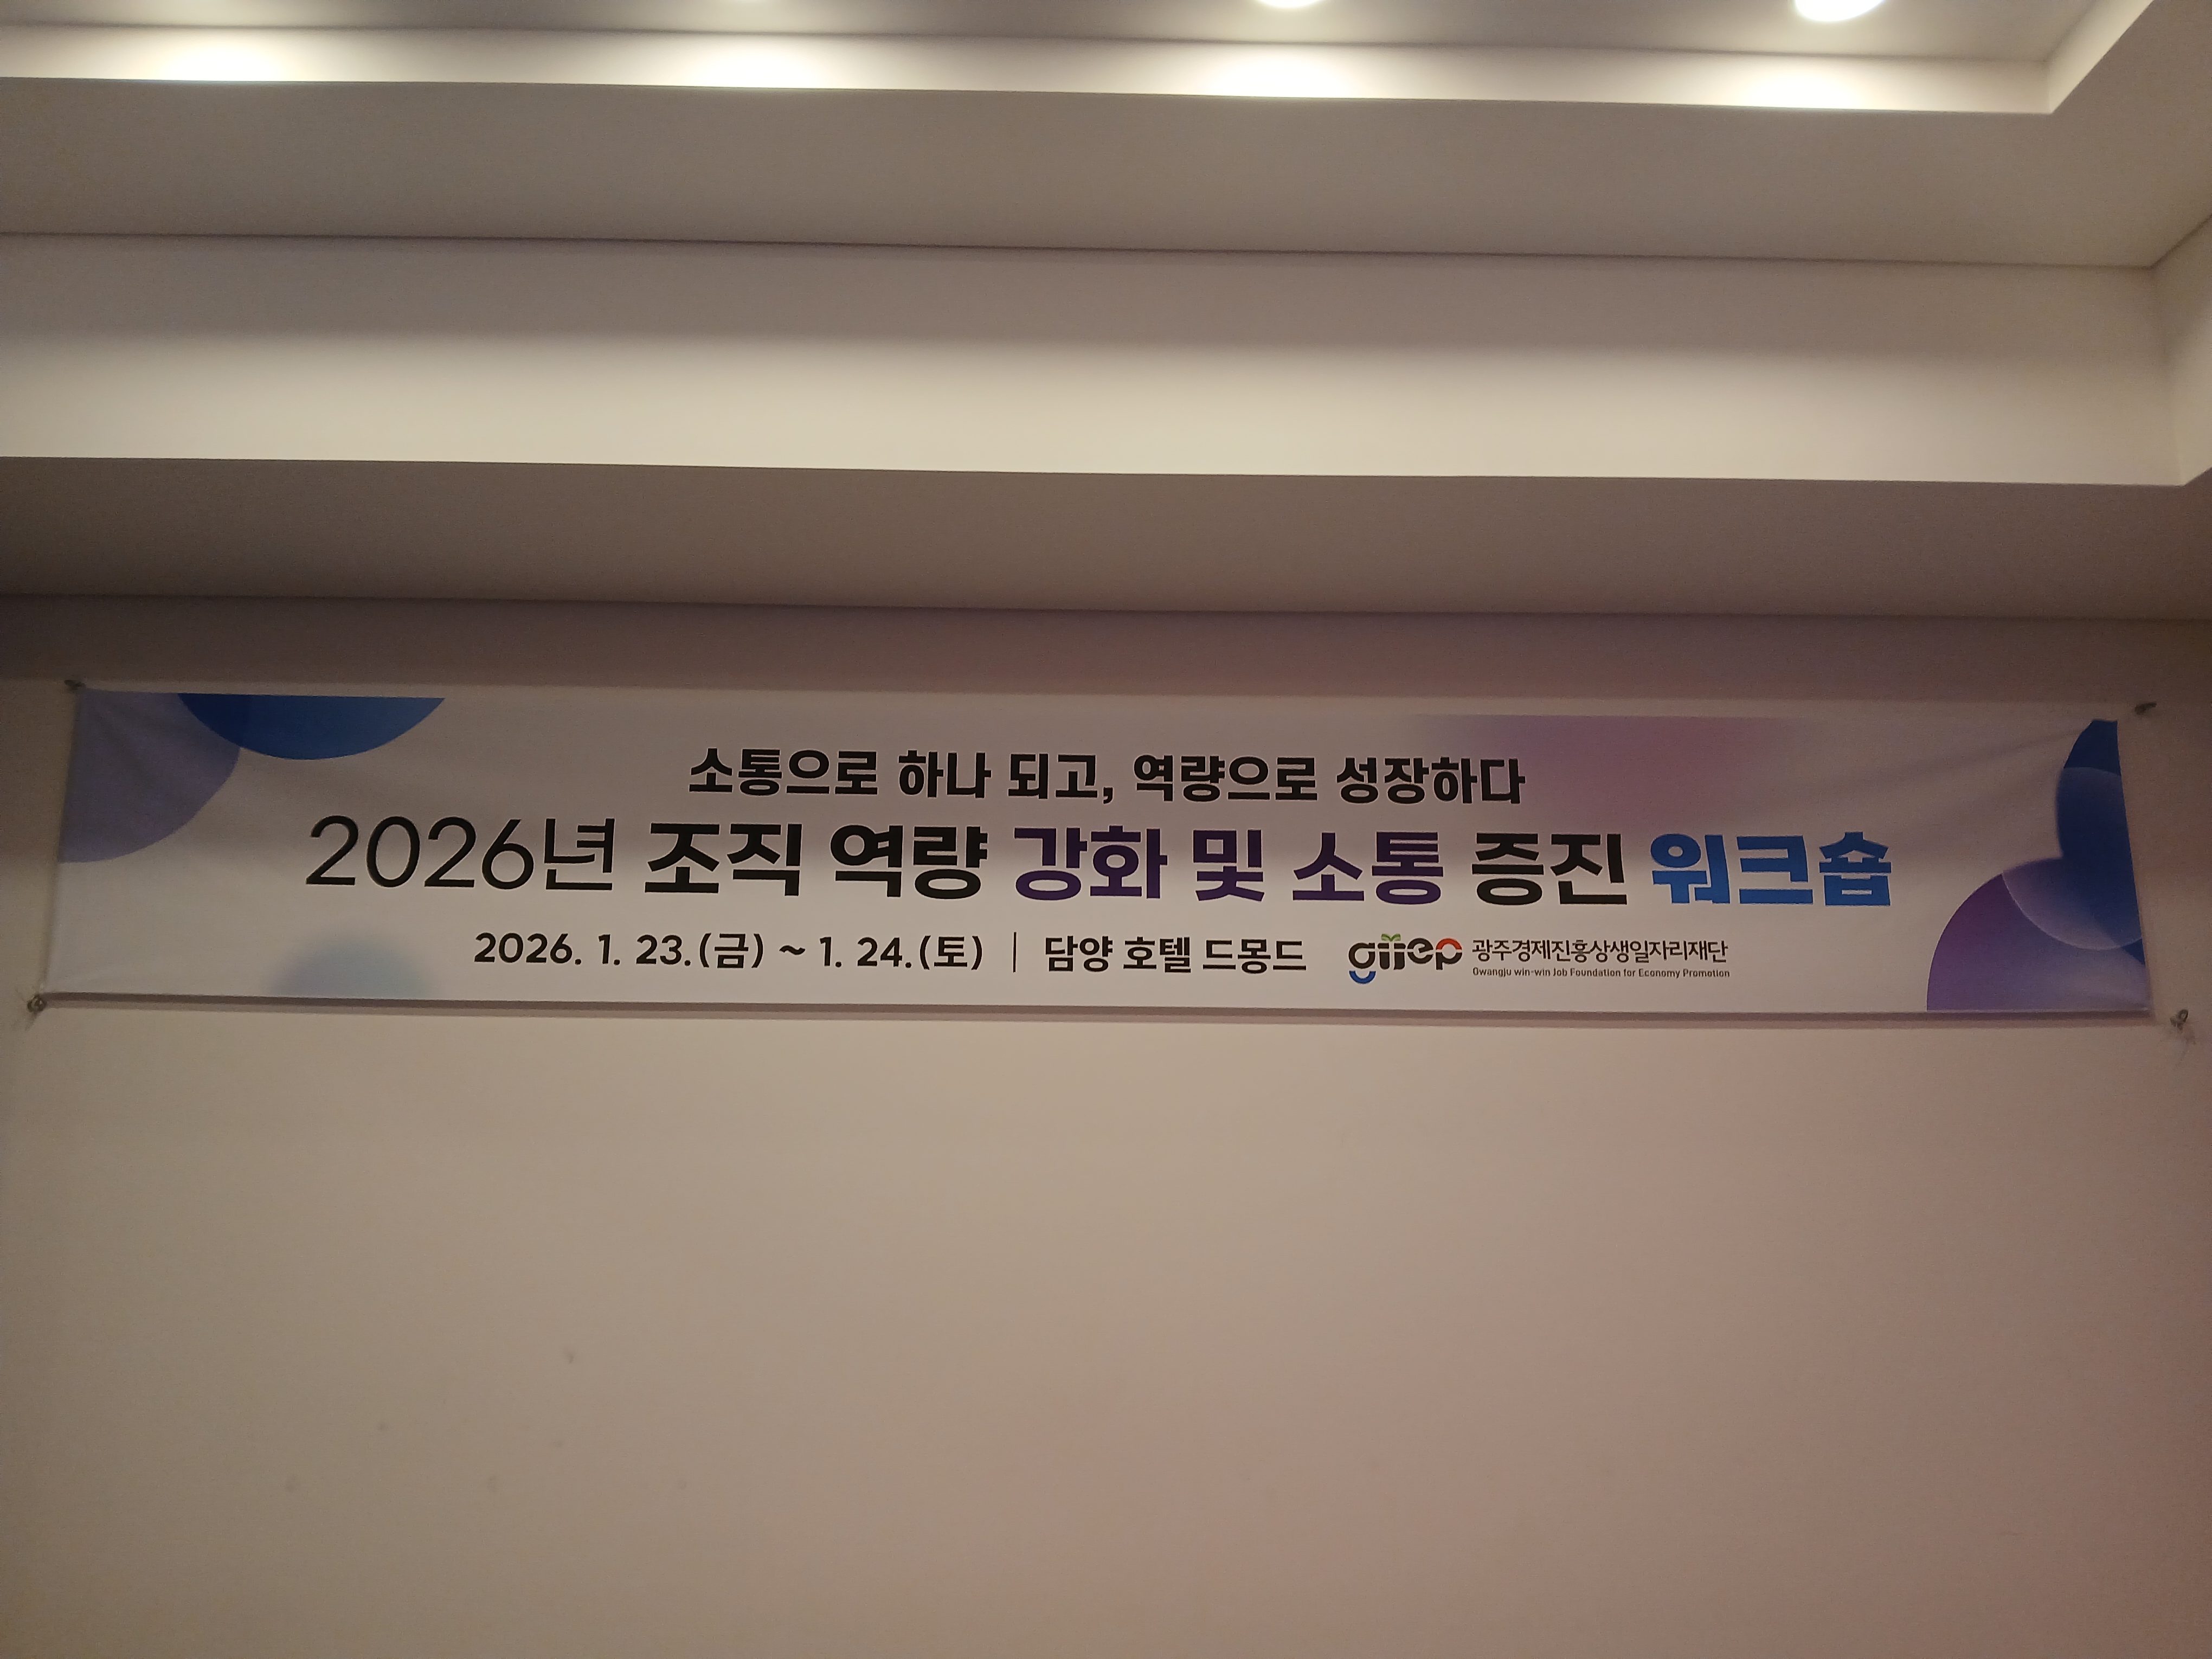 소통으로 하나 되고, 역량으로 성장하다
2026년 조직 역량 강화 및 소통 증진 워크숍
2026. 1. 23.(금) ~ 1. 24.(토) | 담양 호텔 드몽드 gjjep 광주경제진흥상생일자리재단
Gwangju win-win Job Foundation for Economy Promotion